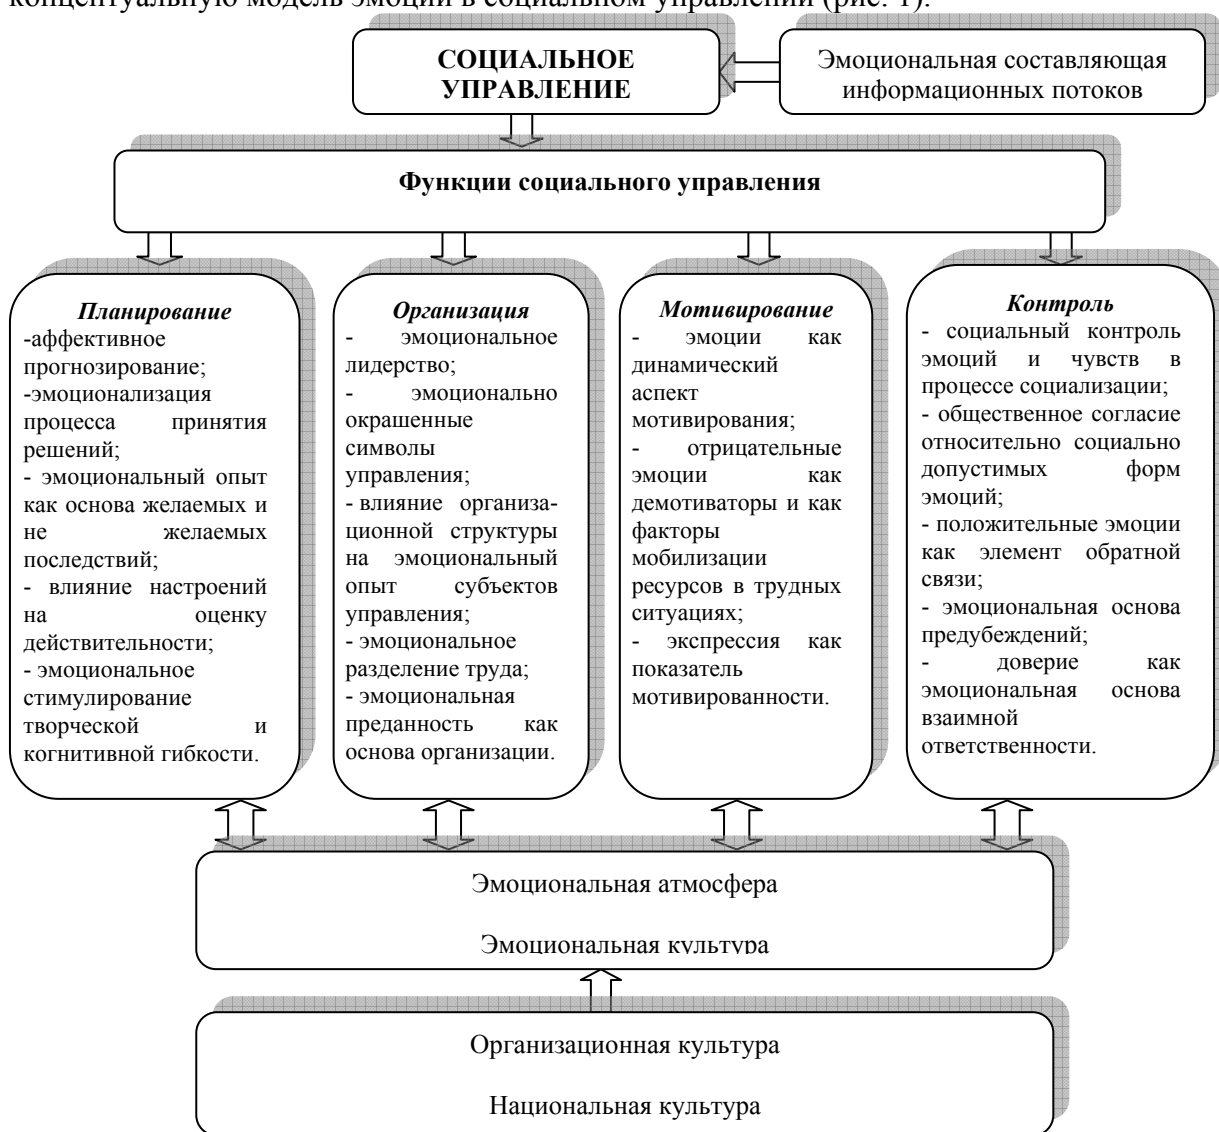 концептуальную модель эмоций в социальном управлении (рис. 1).
СОЦИАЛЬНОЕ
УПРАВЛЕНИЕ
Эмоциональная составляющая
информационных потоков
Функции социального управления
Планирование
-аффективное
прогнозирование;
-эмоционализация
процесса принятия
решений;
- эмоциональный опыт
как основа желаемых и
не желаемых
последствий;
- влияние настроений
на оценку
действительности;
- эмоциональное
стимулирование
творческой и
когнитивной гибкости.
Организация
- эмоциональное
лидерство;
- эмоционально
окрашенные
символы
управления;
- влияние организа-
ционной структуры
на эмоциональный
опыт субъектов
управления;
- эмоциональное
разделение труда;
- эмоциональная
преданность как
основа организации.
Мотивирование
- эмоции как
динамический
аспект
мотивирования;
- отрицательные
эмоции как
демотиваторы и как
факторы
мобилизации
ресурсов в трудных
ситуациях;
- экспрессия как
показатель
мотивированности.
Контроль
- социальный контроль
эмоций и чувств в
процессе социализации;
- общественное согласие
относительно социально
допустимых форм
эмоций;
- положительные эмоции
как элемент обратной
связи;
- эмоциональная основа
предубеждений;
- доверие как
эмоциональная основа
взаимной
ответственности.
Эмоциональная атмосфера
Эмоциональная культура
Организационная культура
Национальная культура